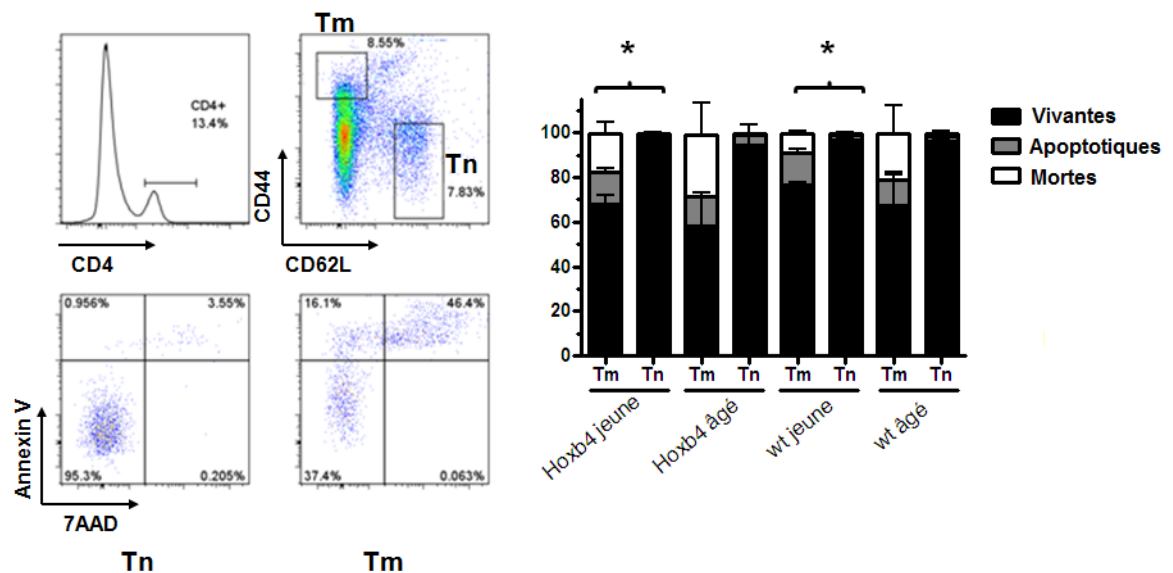 Tm
8.55%
CD4+
13.4%
Tn
7.83%
CD44
CD4
CD62L
0.956%
3.55%
95.3%
0.205%
16.1%
46.4%
37.4%
0.063%
Annexin V
7AAD
Tn
Tm
*
*
100
80
60
40
20
0
Tm Tn Tm Tn Tm Tn Tm Tn
Hoxb4 jeune
Hoxb4 âgé
wt jeune
wt âgé
Vivantes
Apoptotiques
Mortes